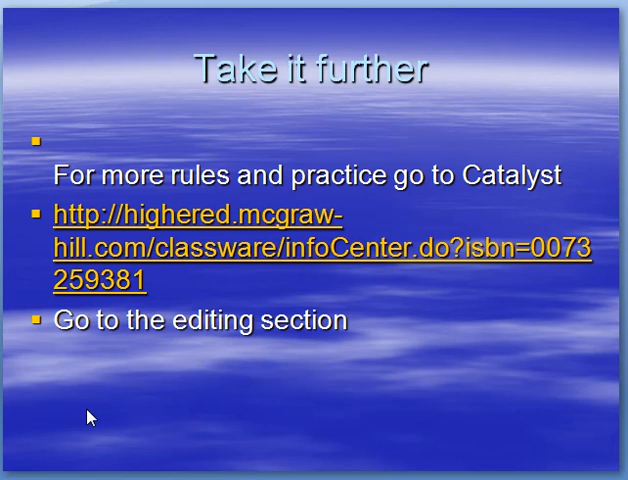 Take it further
For more rules and practice go to Catalyst
http://highered.mcgraw-
hill.com/classware/infoCenter.do?isbn=0073
259381
Go to the editing section